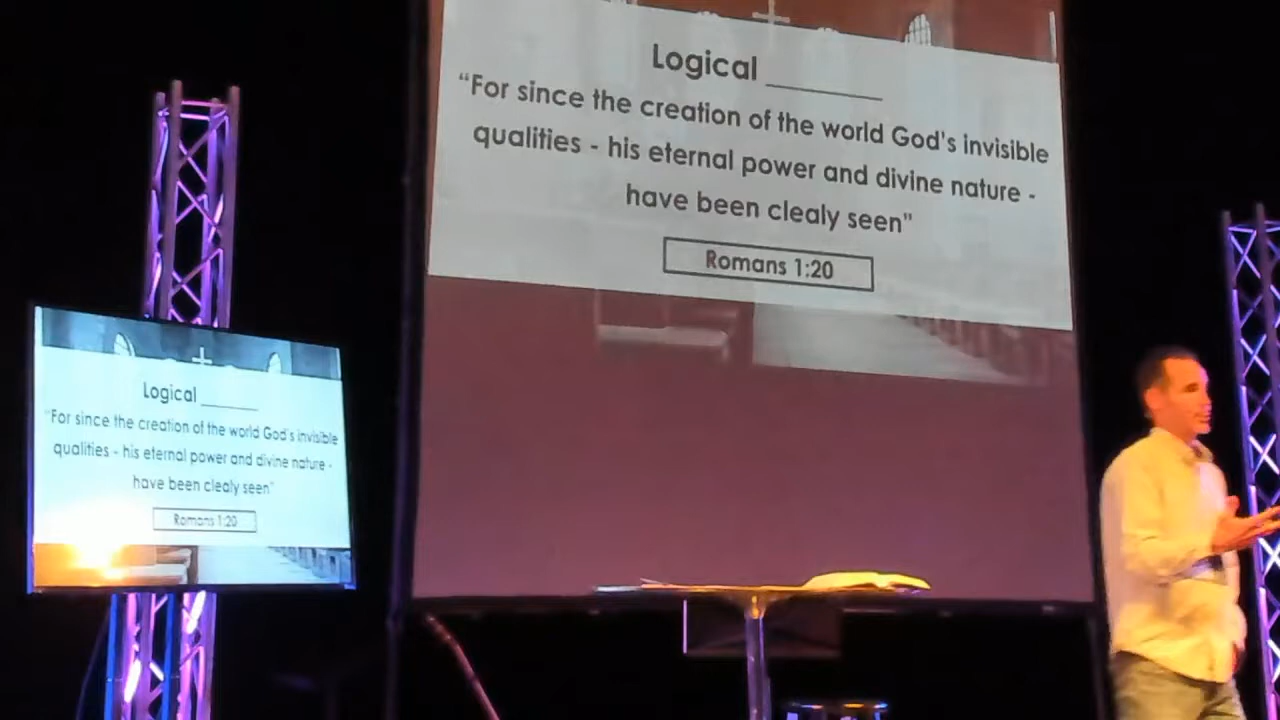 Logical ______
"For since the creation of the world God's invisible
qualities - his eternal power and divine nature -
have been clealy seen"
Romans 1:20
Logical ______
"For since the creation of the world God's invisible
qualities - his eternal power and divine nature -
have been clealy seen"
Romans 1:20